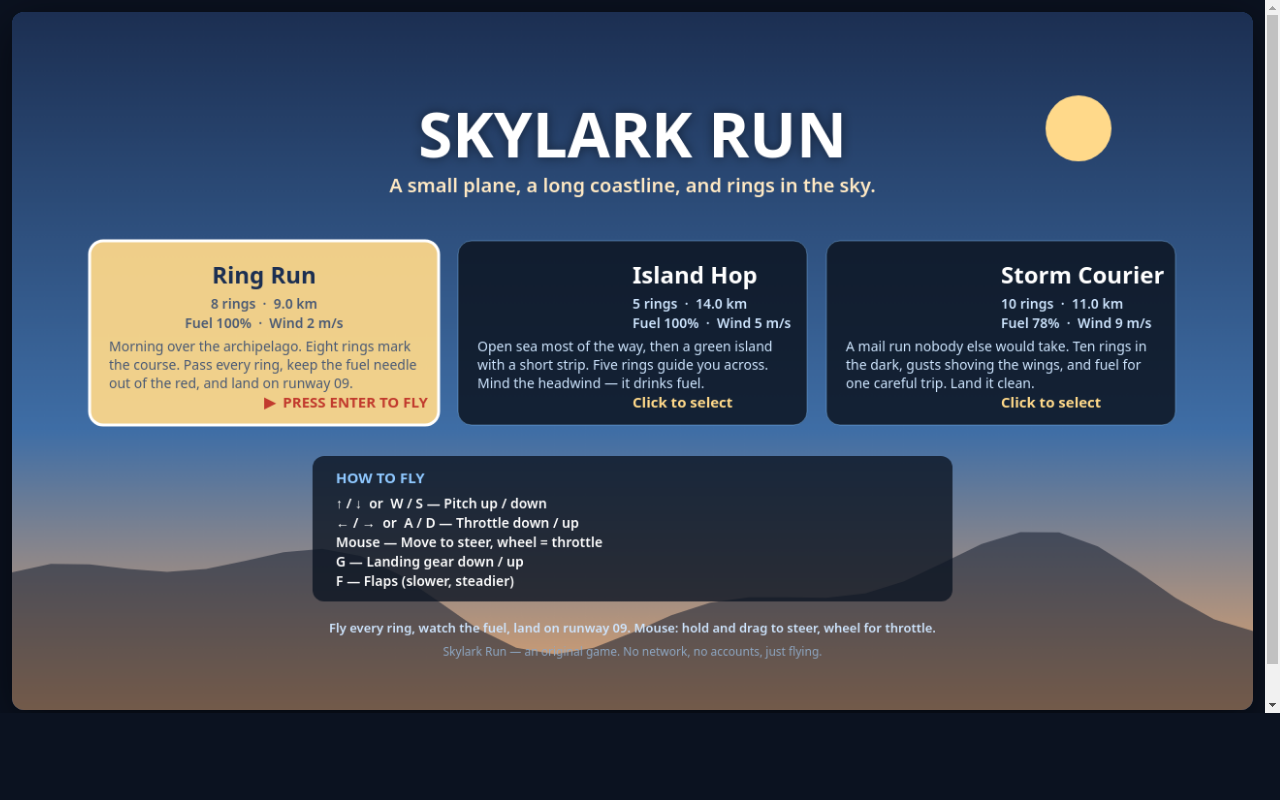 SKYLARK RUN
A small plane, a long coastline, and rings in the sky.
Ring Run
8 rings · 9.0 km
Fuel 100% · Wind 2 m/s
Morning over the archipelago. Eight rings mark
the course. Pass every ring, keep the fuel needle
out of the red, and land on runway 09.
▶ PRESS ENTER TO FLY
Island Hop
5 rings · 14.0 km
Fuel 100% · Wind 5 m/s
Open sea most of the way, then a green island
with a short strip. Five rings guide you across.
Mind the headwind — it drinks fuel.
Click to select
Storm Courier
10 rings · 11.0 km
Fuel 78% · Wind 9 m/s
A mail run nobody else would take. Ten rings in
the dark, gusts shoving the wings, and fuel for
one careful trip. Land it clean.
Click to select
HOW TO FLY
↑ / ↓ or W / S — Pitch up / down
← / → or A / D — Throttle down / up
Mouse — Move to steer, wheel = throttle
G — Landing gear down / up
F — Flaps (slower, steadier)
Fly every ring, watch the fuel, land on runway 09. Mouse: hold and drag to steer, wheel for throttle.
Skylark Run — an original game. No network, no accounts, just flying.